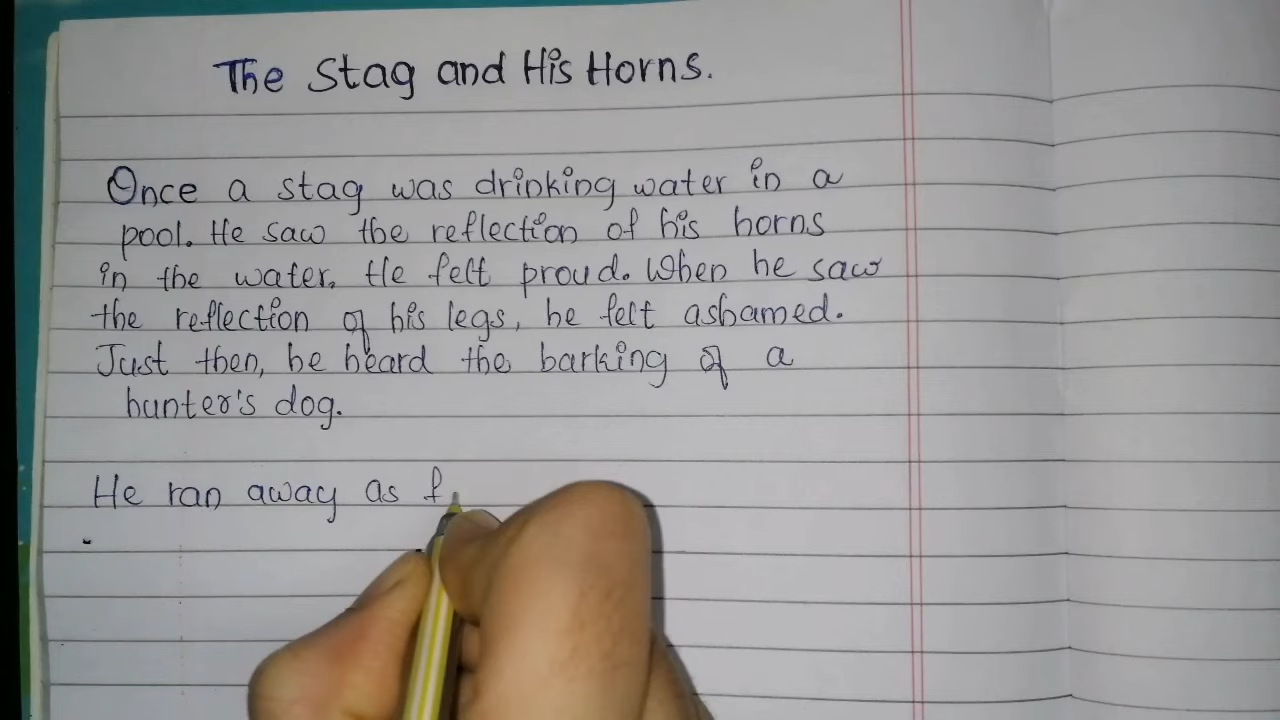 The Stag and His Horns.
Once a stag was drinking water in a
pool. He saw the reflection of his horns
in the water. He felt proud. When he saw
the reflection of his legs, he felt ashamed.
Just then, he heard the barking of a
hunter's dog.
He ran away as f